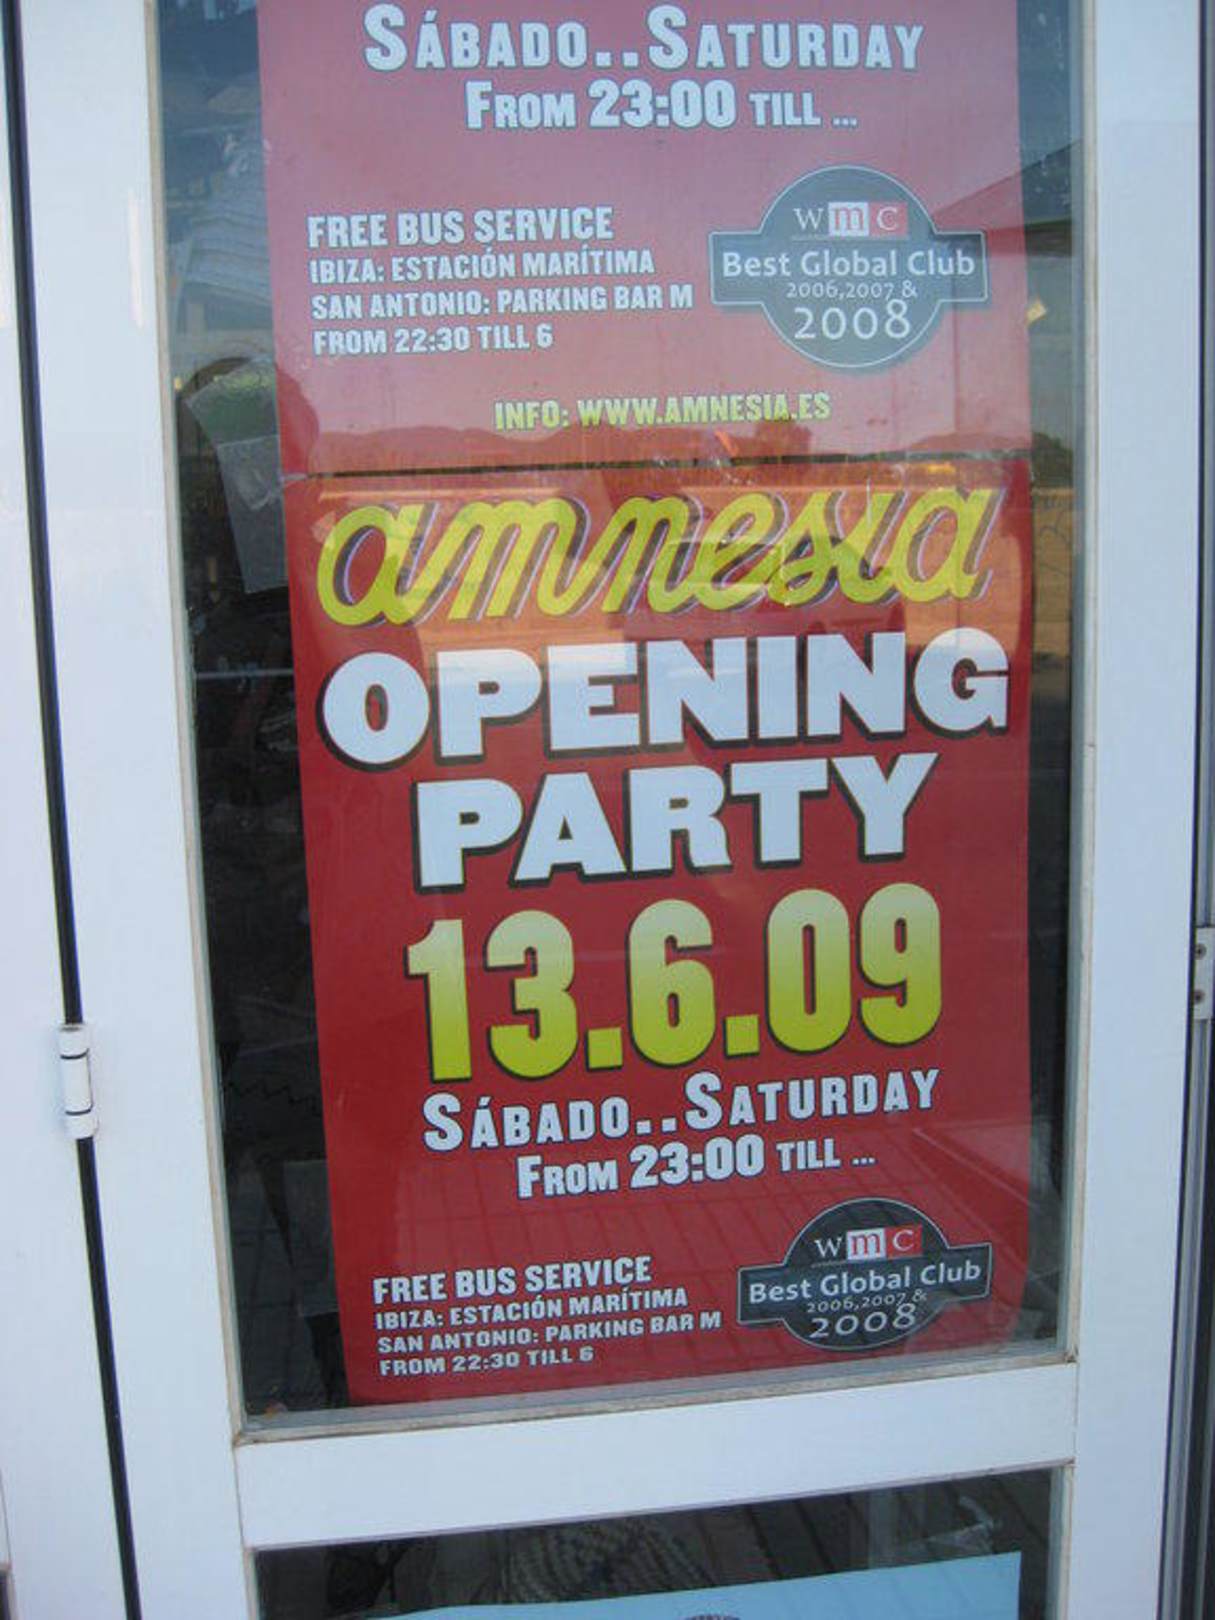 SÁBADO..SATURDAY
FROM 23:00 TILL ...
FREE BUS SERVICE
IBIZA: ESTACIÓN MARÍTIMA
SAN ANTONIO: PARKING BAR M
FROM 22:30 TILL 6
wmc
Best Global Club
2006,2007 &
2008
INFO: WWW.AMNESIA.ES
amnesia
OPENING
PARTY
13.6.09
SÁBADO..SATURDAY
FROM 23:00 TILL ...
FREE BUS SERVICE
IBIZA: ESTACIÓN MARÍTIMA
SAN ANTONIO: PARKING BAR M
FROM 22:30 TILL 6
wmc
Best Global Club
2006,2007 &
2008